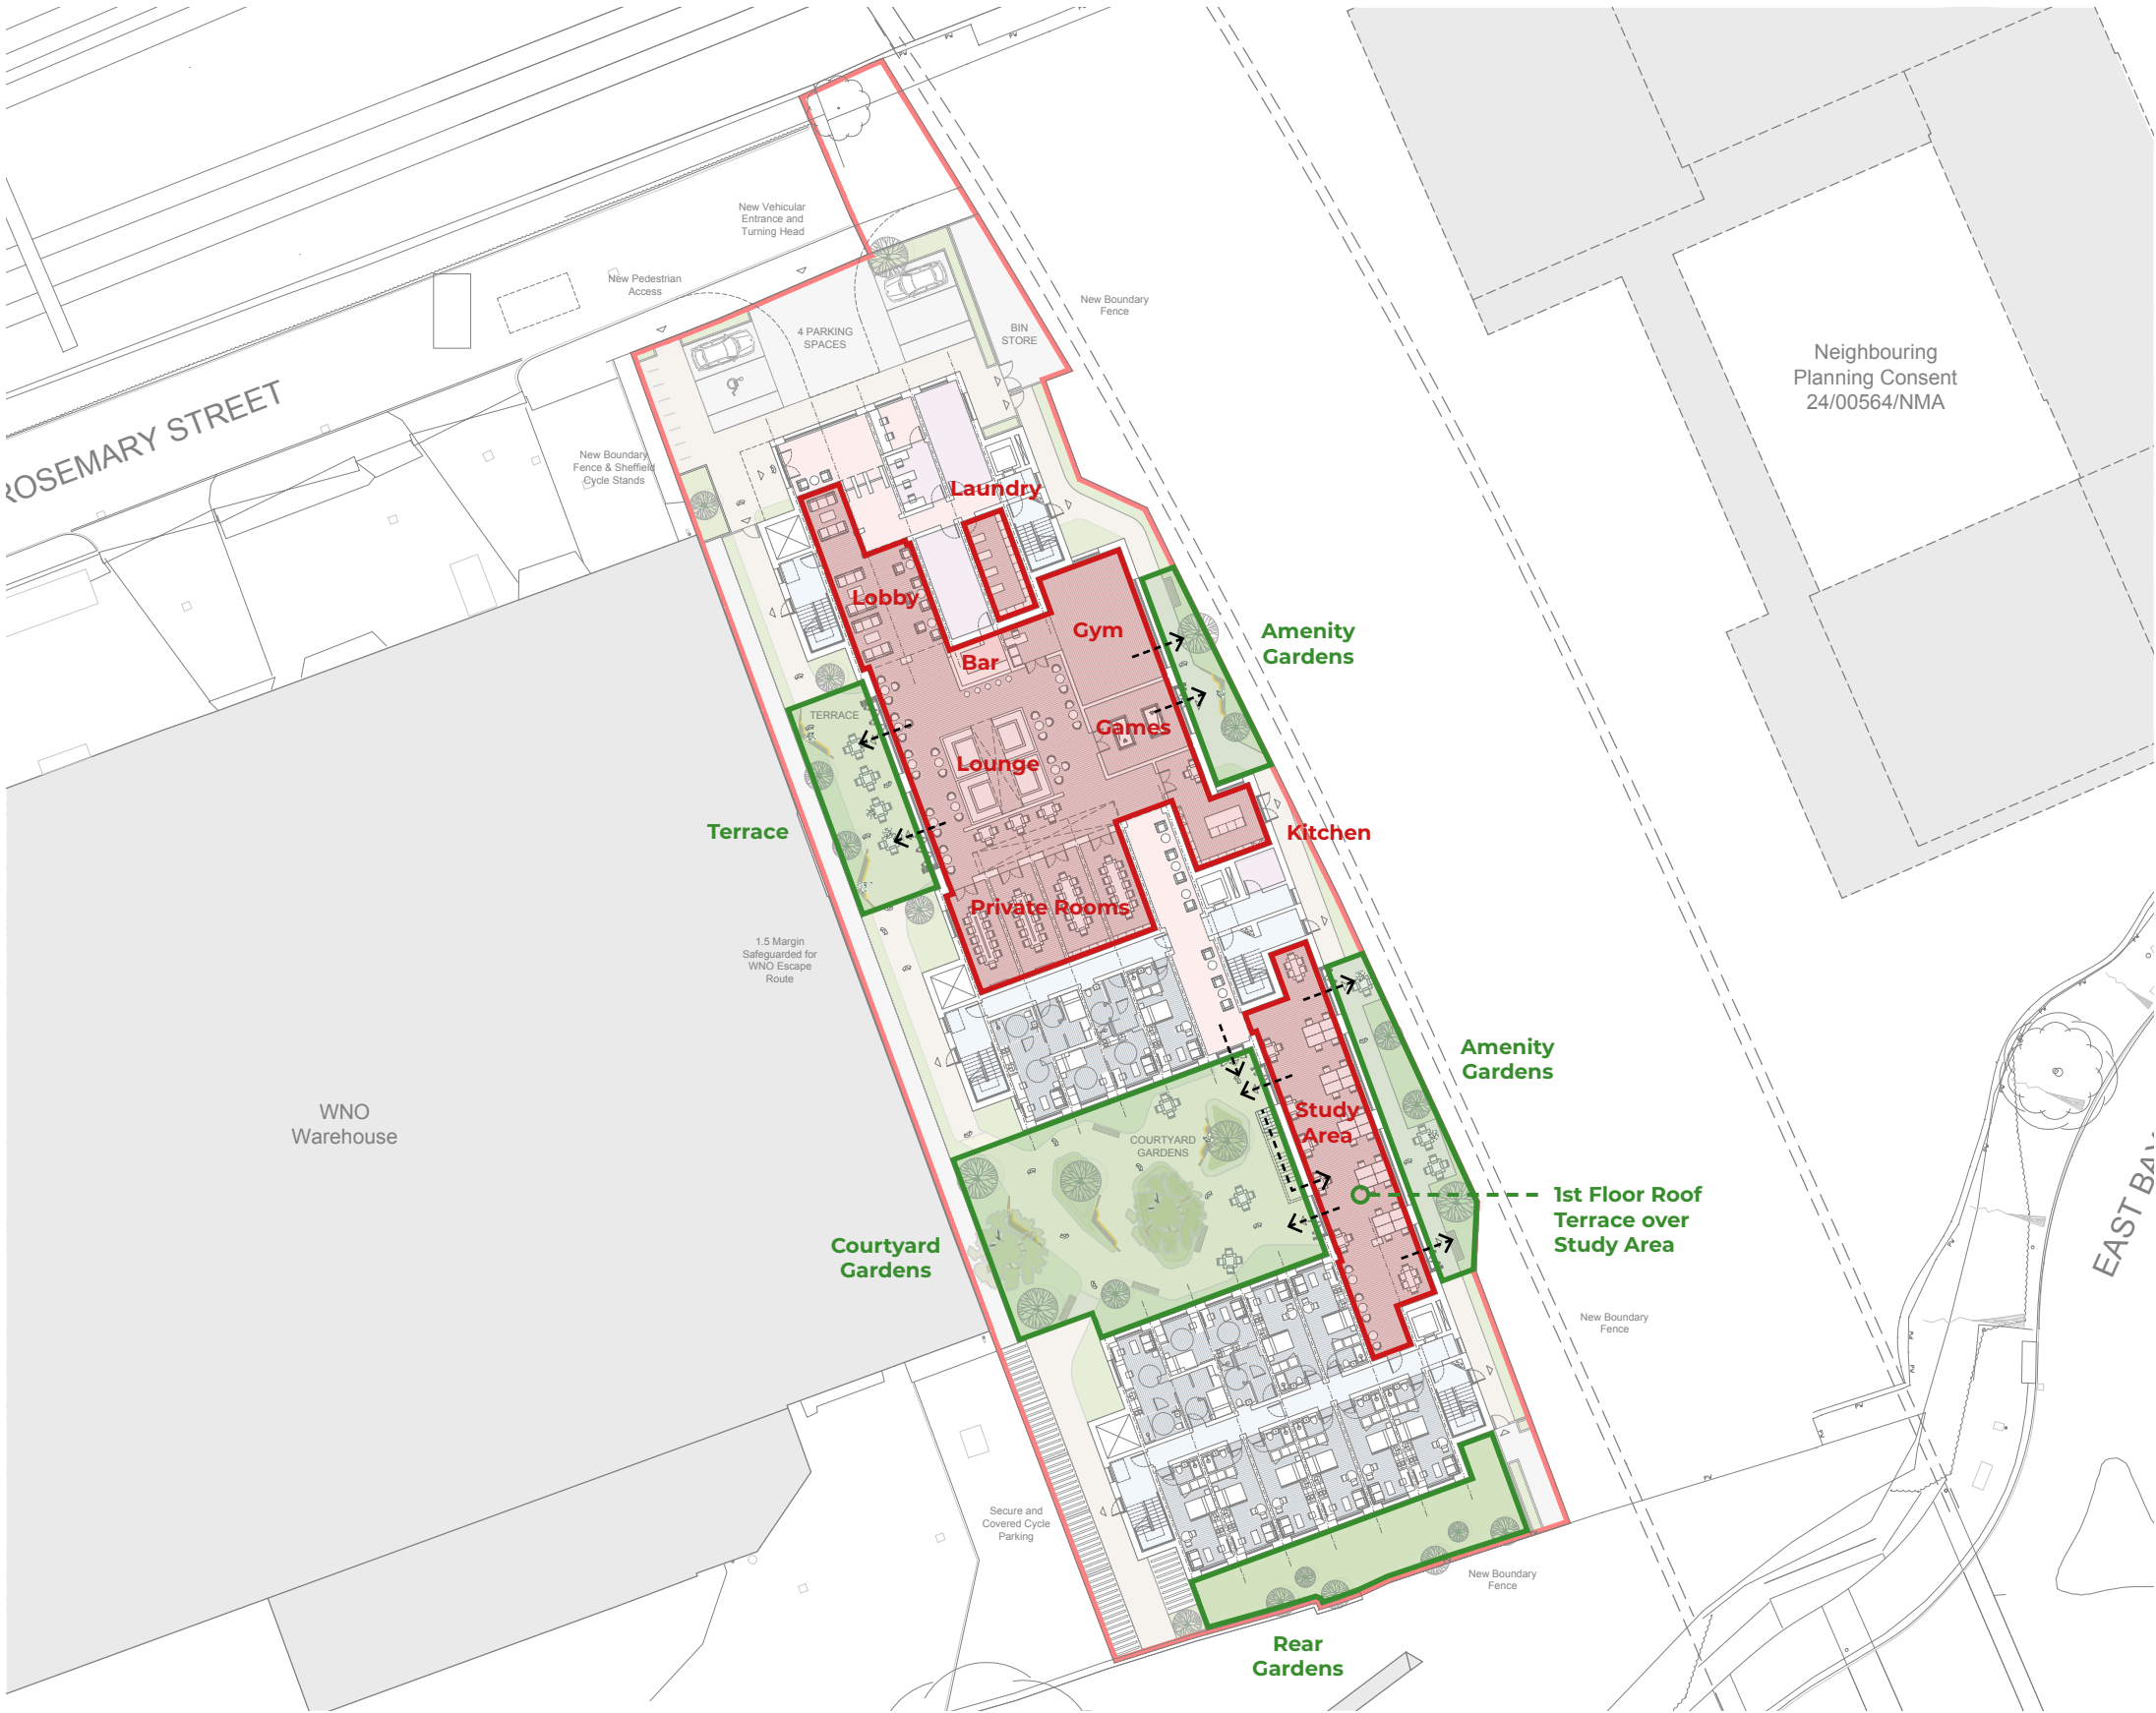 New Vehicular
Entrance and
Turning Head
New Pedestrian
Access
4 PARKING
SPACES
BIN
STORE
New Boundary
Fence
Neighbouring
Planning Consent
24/00564/NMA
ROSEMARY STREET
New Boundary
Fence & Sheffield
Cycle Stands
Laundry
Lobby
Gym
Bar
Amenity
Gardens
TERRACE
Games
Lounge
Terrace
Kitchen
Private Rooms
1.5 Margin
Safeguarded for
WNO Escape
Route
WNO
Warehouse
Amenity
Gardens
Study
Area
COURTYARD
GARDENS
1st Floor Roof
Terrace over
Study Area
Courtyard
Gardens
EAST BAY
New Boundary
Fence
Secure and
Covered Cycle
Parking
New Boundary
Fence
Rear
Gardens